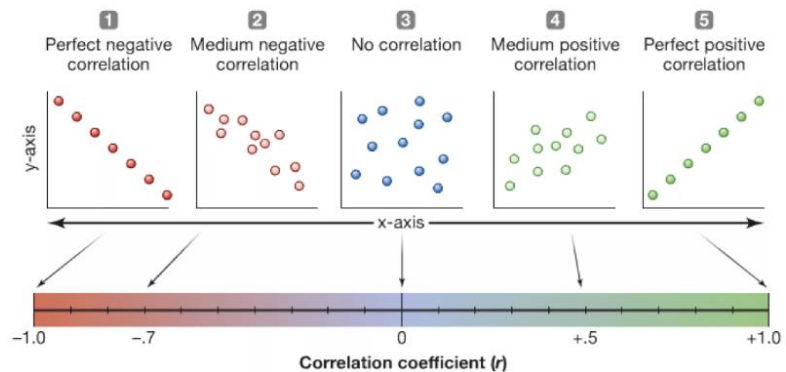 1
Perfect negative
correlation
2
Medium negative
correlation
3
No correlation
4
Medium positive
correlation
5
Perfect positive
correlation
y-axis
x-axis
–1.0
–.7
0
+.5
+1.0
Correlation coefficient (r)